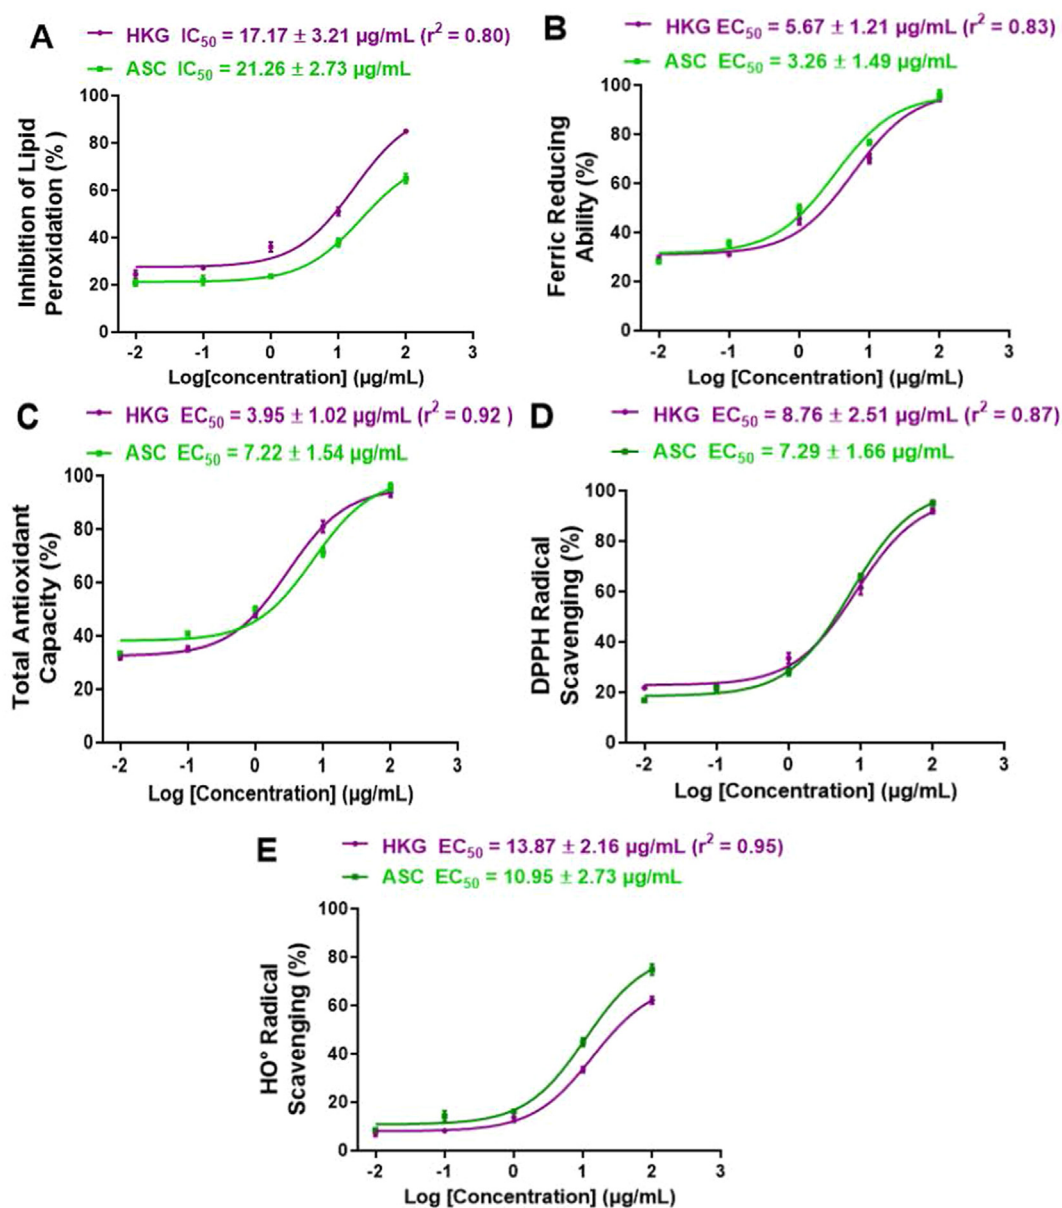 A
HKG IC50 = 17.17 ± 3.21 µg/mL (r² = 0.80)
ASC IC50 = 21.26 ± 2.73 µg/mL
Inhibition of Lipid
Peroxidation (% )
100
80
60
40
20
0
-2 -1 0 1 2 3
Log[concentration] (µg/mL)
B
HKG EC50 = 5.67 ± 1.21 µg/mL (r² = 0.83)
ASC EC50 = 3.26 ± 1.49 µg/mL
Ferric Reducing
Ability (%)
100
80
60
40
20
0
-2 -1 0 1 2 3
Log [concentration] (µg/mL)
C
HKG EC50 = 3.95 ± 1.02 µg/mL (r² = 0.92 )
ASC EC50 = 7.22 ± 1.54 µg/mL
Total Antioxidant
Capacity (%)
100
80
60
40
20
0
-2 -1 0 1 2 3
Log [Concentration] (µg/mL)
D
HKG EC50 = 8.76 ± 2.51 µg/mL (r² = 0.87)
ASC EC50 = 7.29 ± 1.66 µg/mL
DPPH Radical
Scavenging (%)
100
80
60
40
20
0
-2 -1 0 1 2 3
Log [Concentration] (µg/mL)
E
HKG EC50 = 13.87 ± 2.16 µg/mL (r² = 0.95)
ASC EC50 = 10.95 ± 2.73 µg/mL
HO° Radical
Scavenging (%)
100
80
60
40
20
0
-2 -1 0 1 2 3
Log [Concentration] (µg/mL)